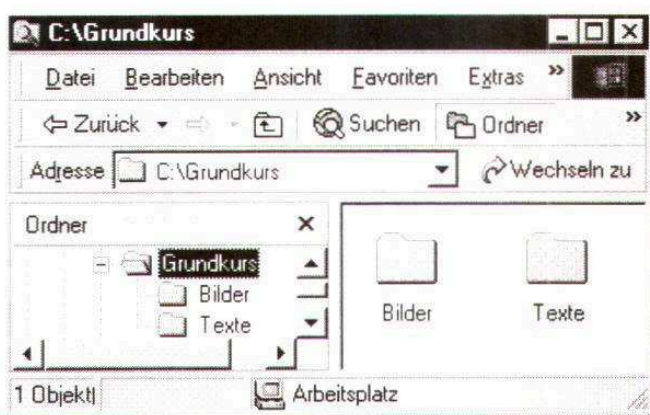 C:\Grundkurs
Datei Bearbeiten Ansicht Favoriten Extras »
Zurück Suchen Ordner »
Adresse C:\Grundkurs Wechseln zu
Ordner
Grundkurs
Bilder
Texte
Bilder Texte
1 Objekt( Arbeitsplatz